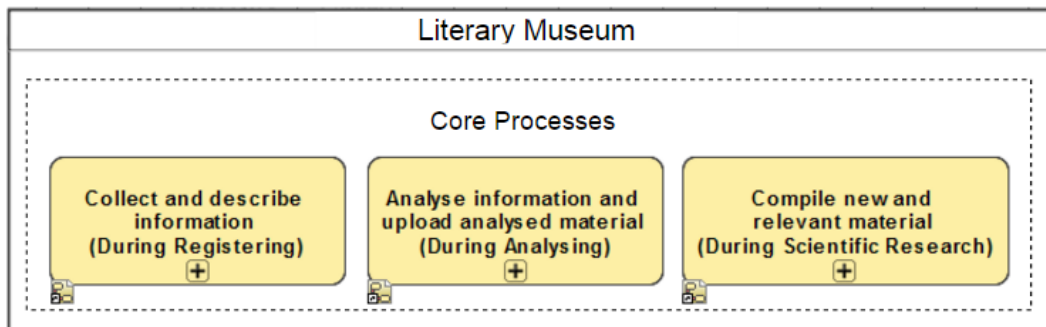 Literary Museum
Core Processes
Collect and describe
information
(During Registering)
Analyse information and
upload analysed material
(During Analysing)
Compile new and
relevant material
(During Scientific Research)